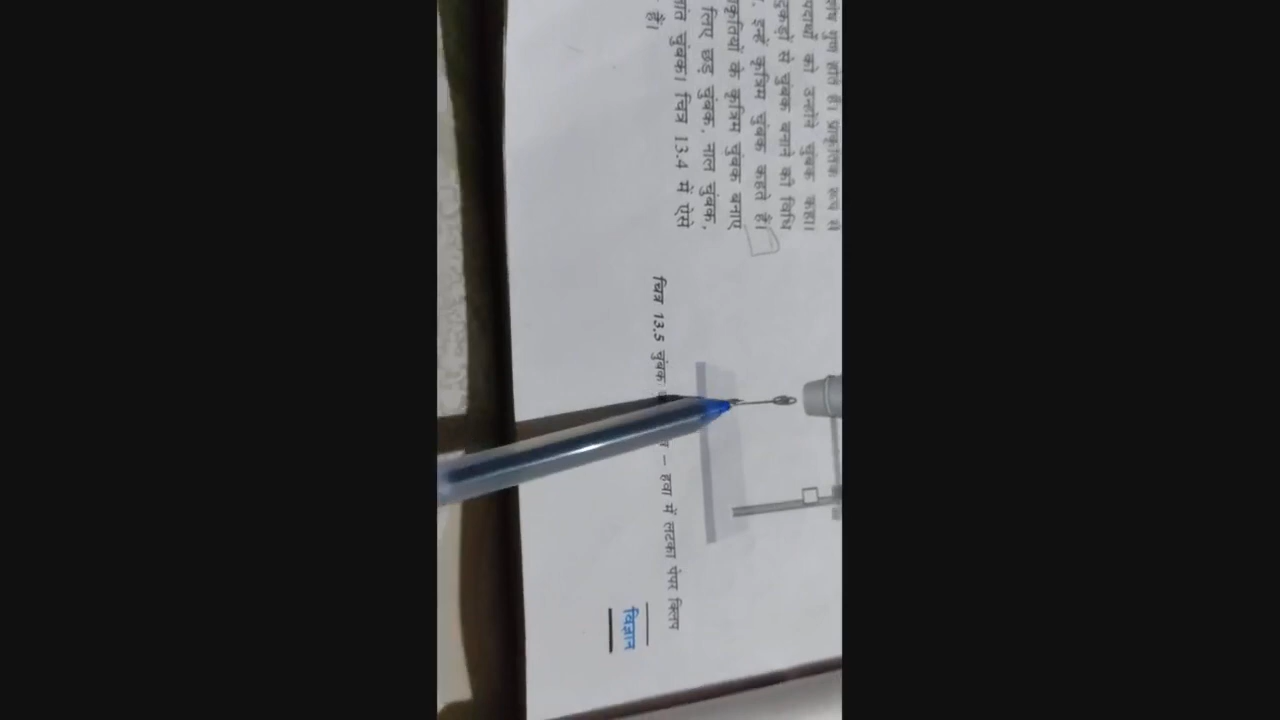 गुण होते हैं। प्राकृतिक रूप से
पदार्थों को उन्होंने चुंबक कहा।
टुकड़ों से चुंबक बनाने की विधि
इन्हें कृत्रिम चुंबक कहते हैं।
के कृत्रिम चुंबक बनाए
लिए छड़ चुंबक, नाल चुंबक,
चुंबक। चित्र 13.4 में ऐसे
हैं।
चित्र 13.5 चुंबक – हवा में लटका पेपर क्लिप
विज्ञान